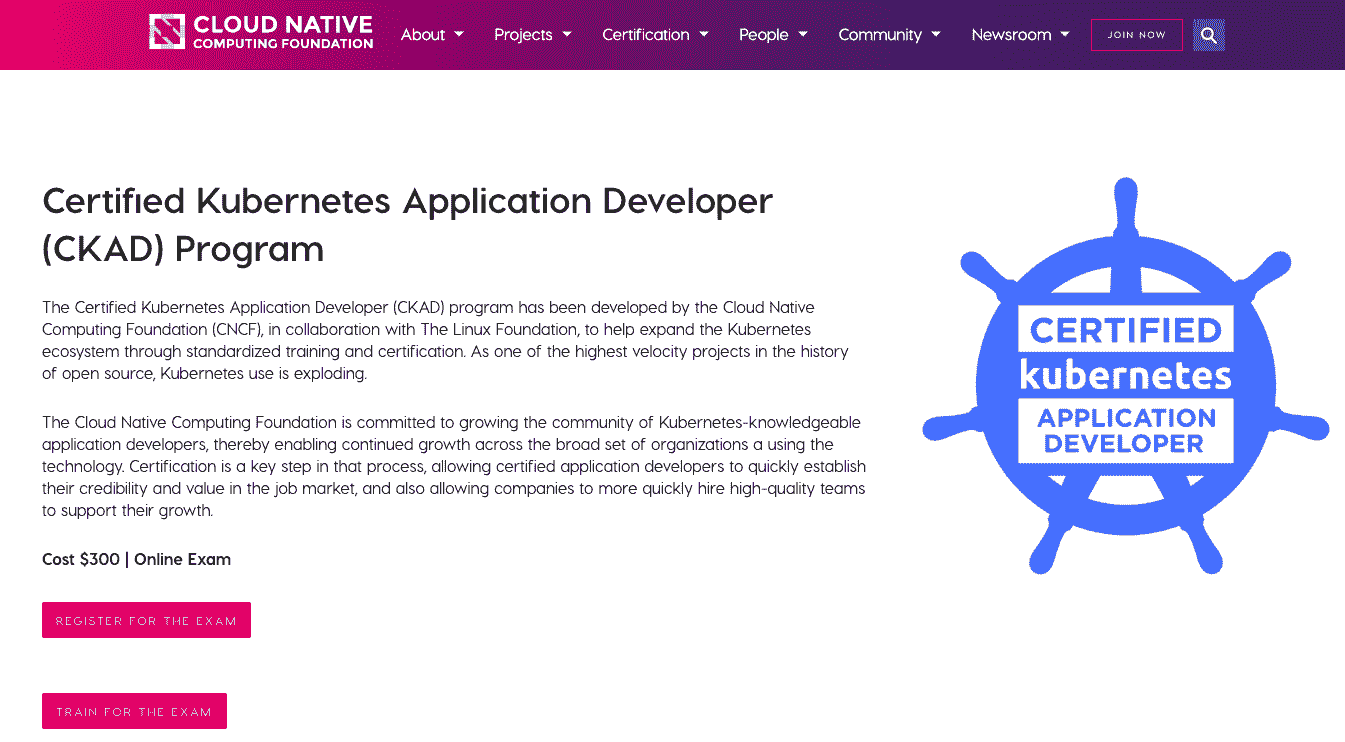 CLOUD NATIVE
COMPUTING FOUNDATION
About
Projects
Certification
People
Community
Newsroom
JOIN NOW
Certified Kubernetes Application Developer
(CKAD) Program
The Certified Kubernetes Application Developer (CKAD) program has been developed by the Cloud Native
Computing Foundation (CNCF), in collaboration with The Linux Foundation, to help expand the Kubernetes
ecosystem through standardized training and certification. As one of the highest velocity projects in the history
of open source, Kubernetes use is exploding.
The Cloud Native Computing Foundation is committed to growing the community of Kubernetes-knowledgeable
application developers, thereby enabling continued growth across the broad set of organizations a using the
technology. Certification is a key step in that process, allowing certified application developers to quickly establish
their credibility and value in the job market, and also allowing companies to more quickly hire high-quality teams
to support their growth.
Cost $300 | Online Exam
REGISTER FOR THE EXAM
TRAIN FOR THE EXAM
CERTIFIED
kubernetes
APPLICATION
DEVELOPER